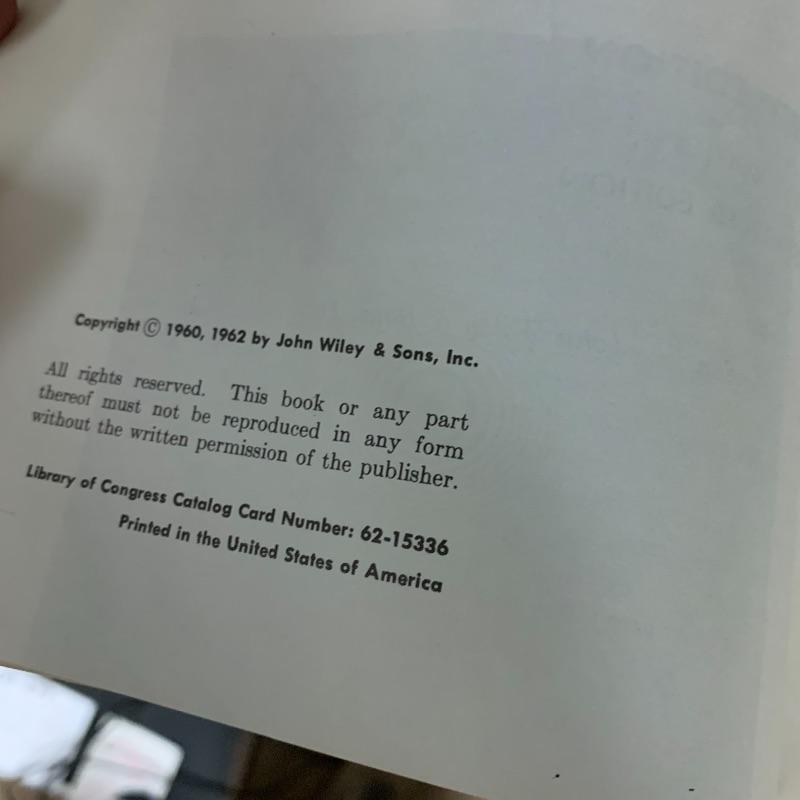 Copyright © 1960, 1962 by John Wiley & Sons, Inc.
All rights reserved. This book or any part
thereof must not be reproduced in any form
without the written permission of the publisher.
Library of Congress Catalog Card Number: 62-15336
Printed in the United States of America